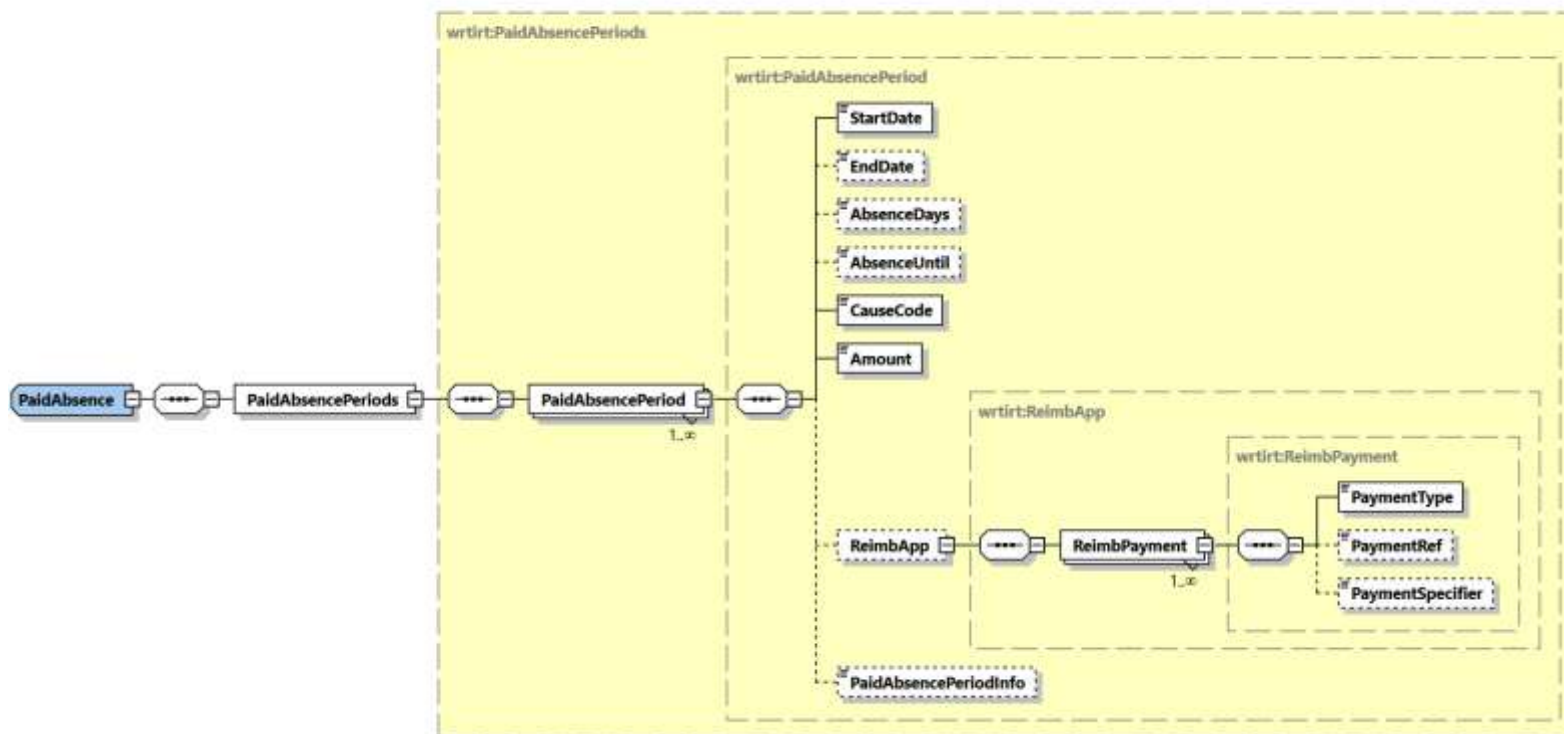 wrtirt:PaidAbsencePeriods
wrtirt:PaidAbsencePeriod
StartDate
EndDate
AbsenceDays
AbsenceUntil
CauseCode
Amount
PaidAbsence
PaidAbsencePeriods
PaidAbsencePeriod
1..∞
wrtirt:ReimbApp
wrtirt:ReimbPayment
PaymentType
ReimbApp
ReimbPayment
1..∞
PaymentRef
PaymentSpecifier
PaidAbsencePeriodInfo